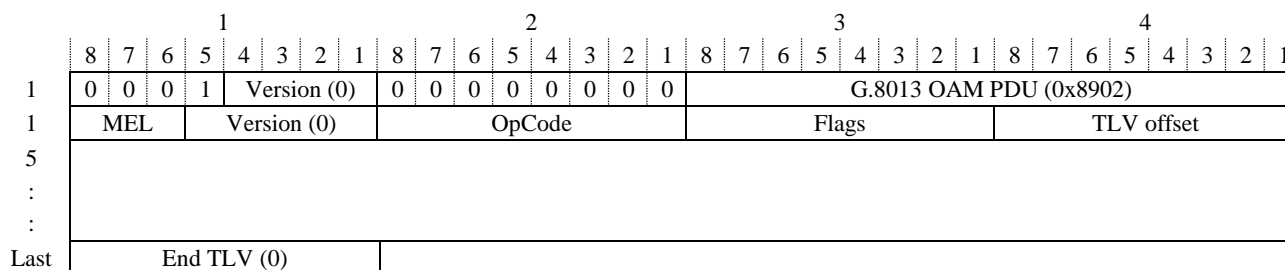 1 2 3 4
8 7 6 5 4 3 2 1 8 7 6 5 4 3 2 1 8 7 6 5 4 3 2 1 8 7 6 5 4 3 2 1
1 0 0 0 1 Version (0) 0 0 0 0 0 0 0 0 G.8013 OAM PDU (0x8902)
1 MEL Version (0) OpCode Flags TLV offset
5
:
:
Last End TLV (0)